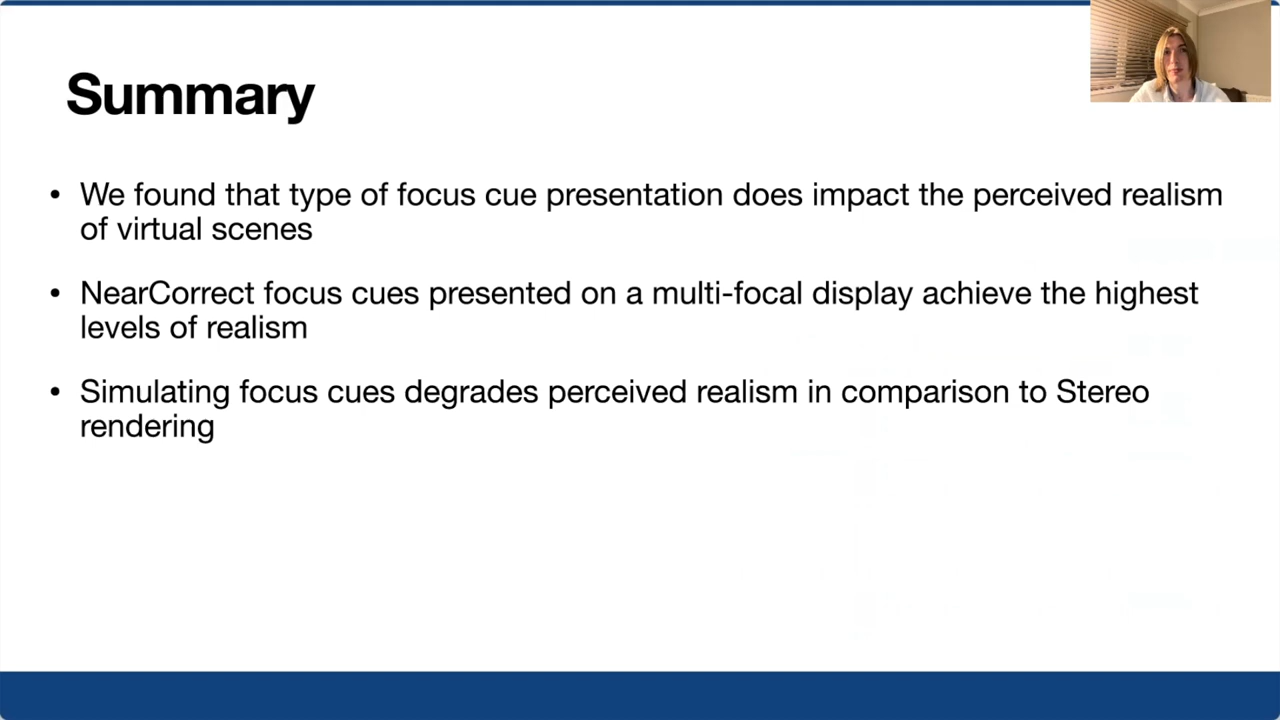 Summary
• We found that type of focus cue presentation does impact the perceived realism
of virtual scenes
• NearCorrect focus cues presented on a multi-focal display achieve the highest
levels of realism
• Simulating focus cues degrades perceived realism in comparison to Stereo
rendering